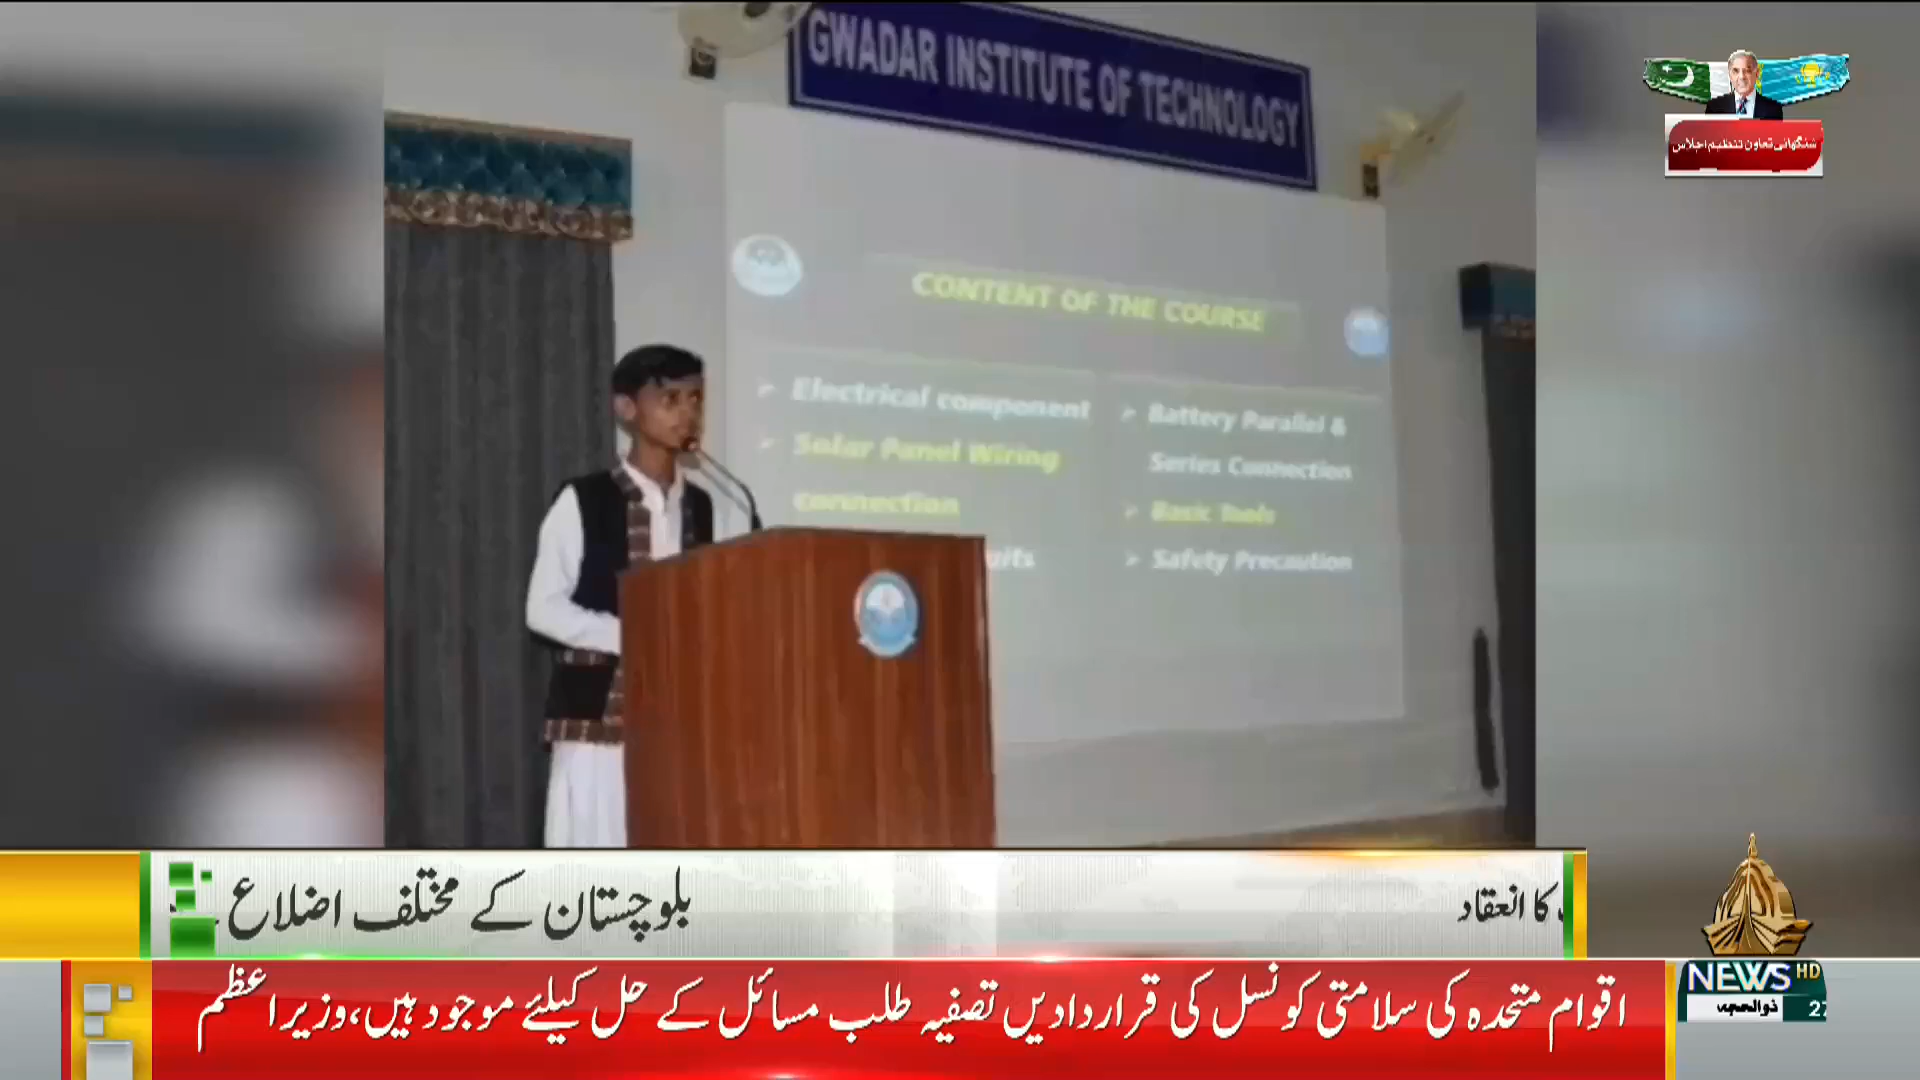 GWADAR INSTITUTE OF TECHNOLOGY
شنگھائی تعاون تنظیم اجلاس
CONTENT OF THE COURSE
Electrical component
Solar Panel Wiring
connection
uits
Battery Parallel &
Series Connection
Basic Tools
Safety Precaution
کا انعقاد
بلوچستان کے مختلف اضلاع
اقوام متحدہ کی سلامتی کونسل کی قراردادیں تصفیہ طلب مسائل کے حل کیلئے موجود ہیں،وزیراعظم
NEWS HD
ذوالحجہ 27